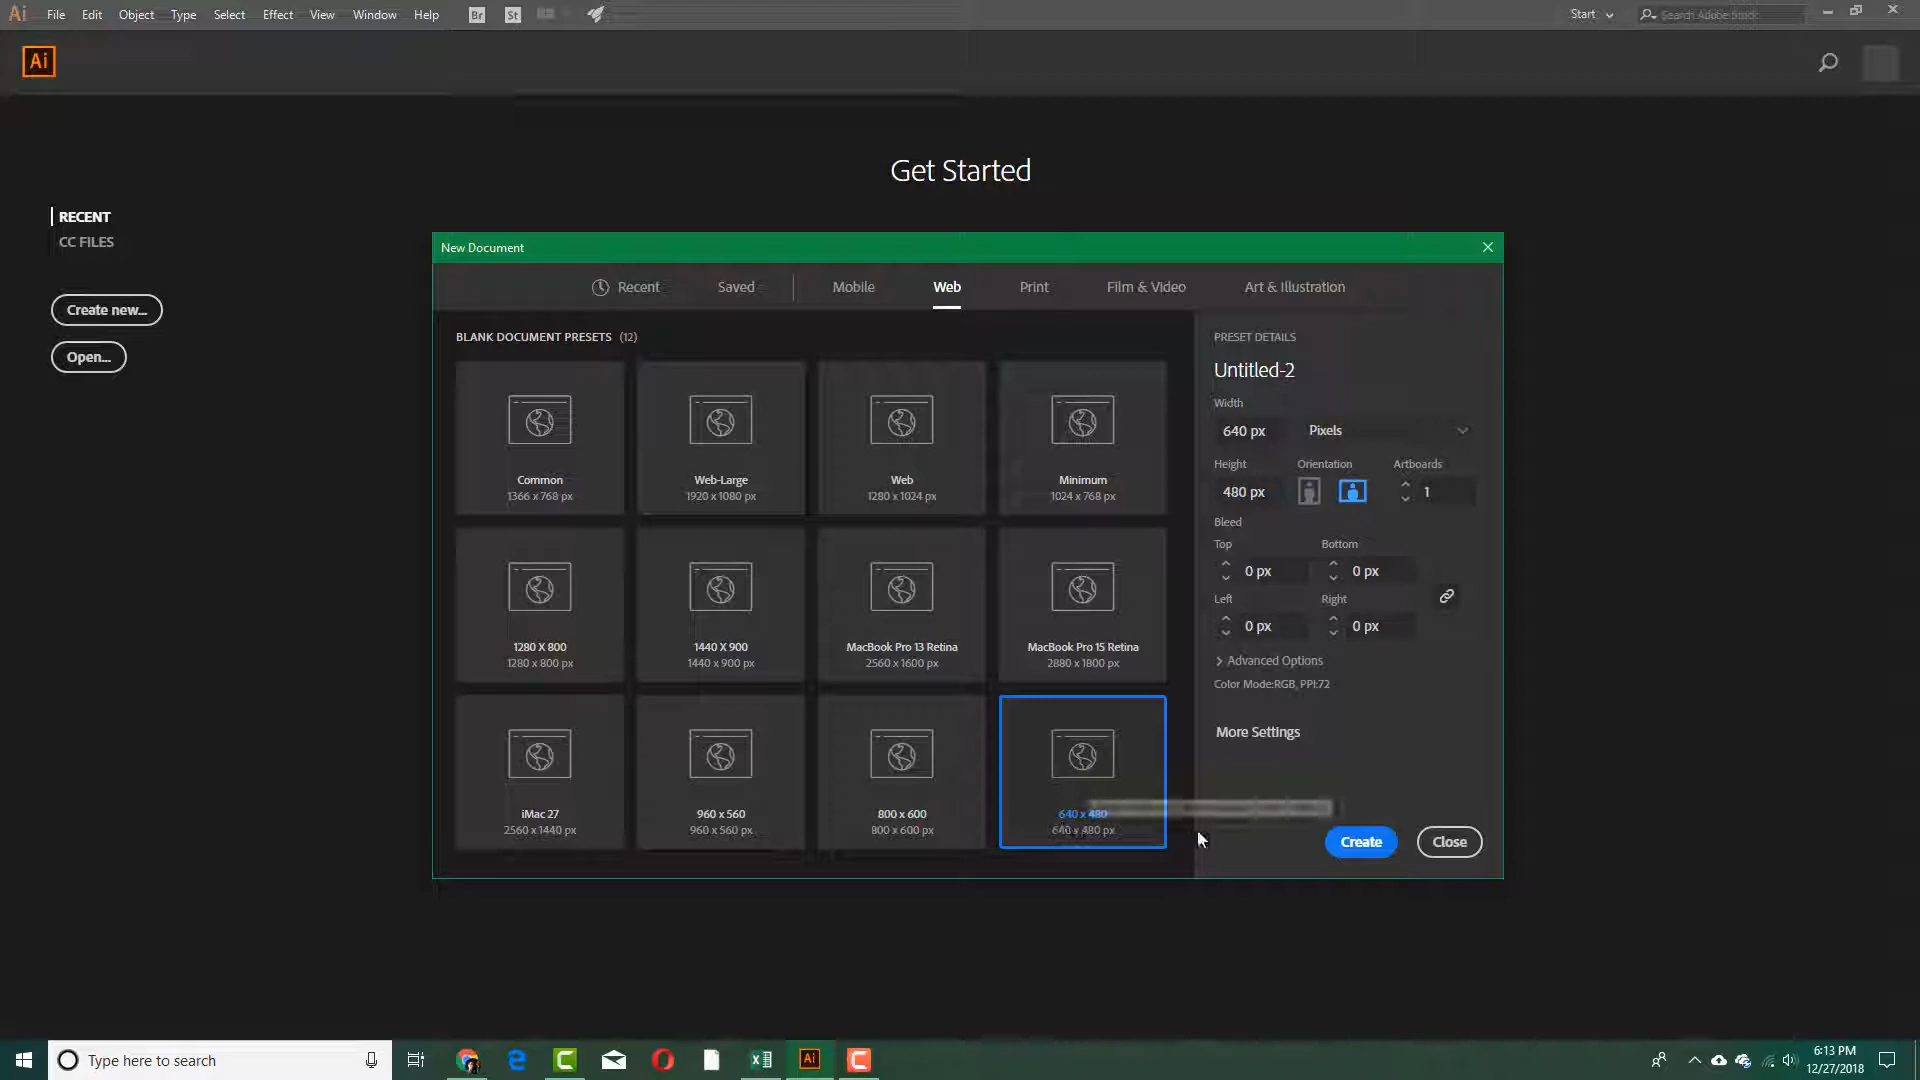 Ai File Edit Object Type Select Effect View Window Help Br St Start Search Adobe Stock
Ai
Get Started
RECENT
CC FILES
Create new...
Open...
New Document
Recent Saved Mobile Web Print Film & Video Art & Illustration
BLANK DOCUMENT PRESETS (12)
Common
1366 x 768 px
Web-Large
1920 x 1080 px
Web
1280 x 1024 px
Minimum
1024 x 768 px
1280 X 800
1280 x 800 px
1440 X 900
1440 x 900 px
MacBook Pro 13 Retina
2560 x 1600 px
MacBook Pro 15 Retina
2880 x 1800 px
iMac 27
2560 x 1440 px
960 x 560
960 x 560 px
800 x 600
800 x 600 px
640 x 480
640 x 480 px
PRESET DETAILS
Untitled-2
Width
640 px Pixels
Height Orientation Artboards
480 px 1
Bleed
Top Bottom
0 px 0 px
Left Right
0 px 0 px
Advanced Options
Color Mode:RGB, PPI:72
More Settings
Create Close
Type here to search
Ai
6:13 PM
12/27/2018